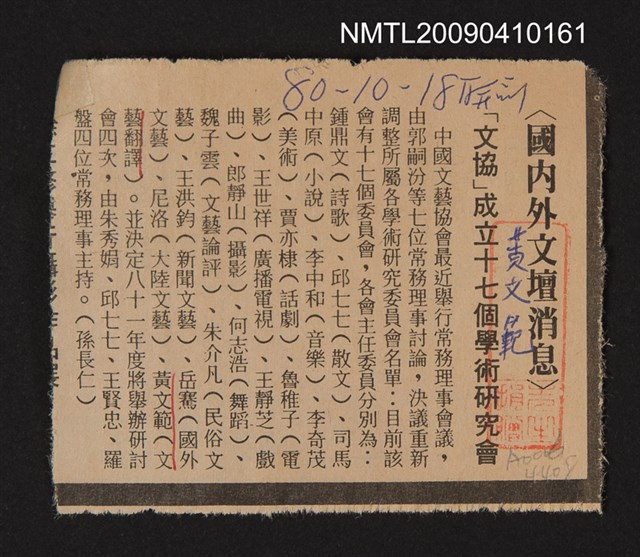 NMTL20090410161
80-10-18
〈國內外文壇消息〉
黃文範
「文協」成立十七個學術研究會
中國文藝協會最近舉行常務理事會議，
由郭嗣汾等七位常務理事討論，決議重新
調整所屬各學術研究委員會名單：目前該
會有十七個委員會，各會主任委員分別為：
鍾鼎文（詩歌）、邱七七（散文）、司馬
中原（小說）、李中和（音樂）、李奇茂
（美術）、賈亦棣（話劇）、魯稚子（電
影）、王世祥（廣播電視）、王靜芝（戲
曲）、郎靜山（攝影）、何志浩（舞蹈）、
魏子雲（文藝論評）、朱介凡（民俗文
藝）、王洪鈞（新聞文藝）、岳騫（國外
文藝）、尼洛（大陸文藝）、黃文範（文
藝翻譯）。並決定八十一年度將舉辦研討
會四次，由朱秀娟、邱七七、王賢忠、羅
盤四位常務理事主持。（孫長仁）